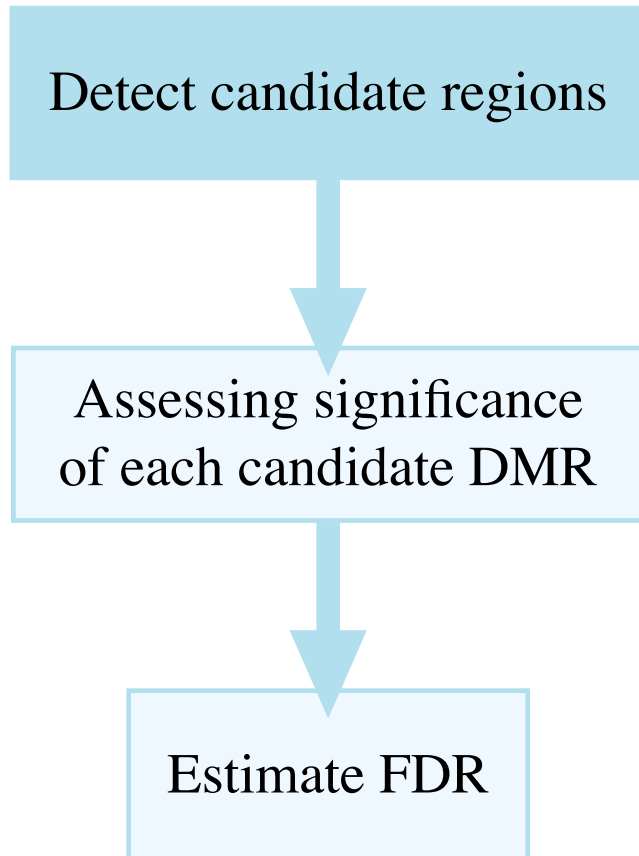 Detect candidate regions
Assessing significance
of each candidate DMR
Estimate FDR